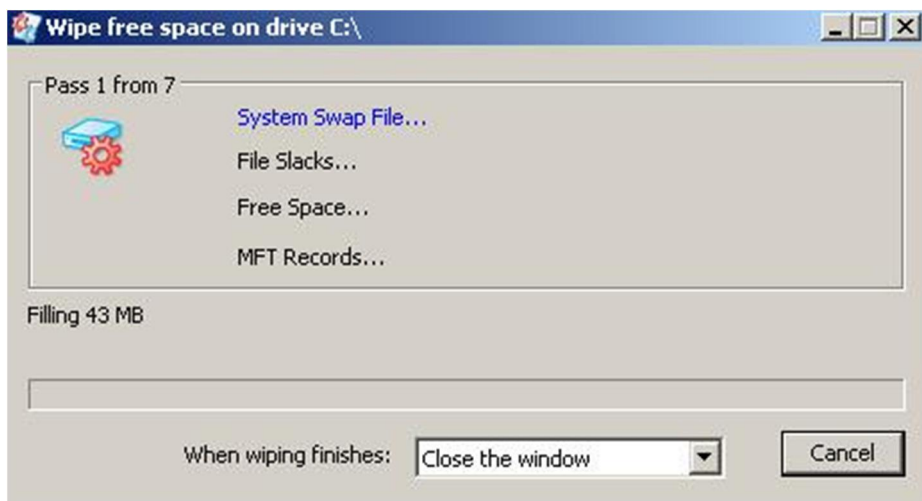 Wipe free space on drive C:\
Pass 1 from 7
System Swap File...
File Slacks...
Free Space...
MFT Records...
Filling 43 MB
When wiping finishes: Close the window Cancel